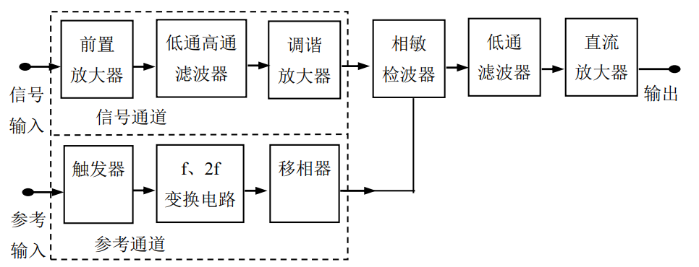 前置
放大器
低通高通
滤波器
调谐
放大器
相敏
检波器
低通
滤波器
直流
放大器
信号
输入
信号通道
输出
触发器
f、2f
变换电路
移相器
参考
输入
参考通道